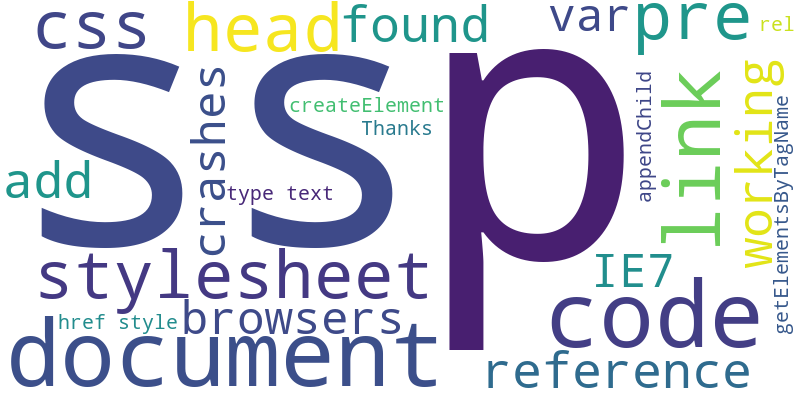 css
head
found
var
pre
rel
s s
p
createElement
Thanks
crashes
appendChild
link
working
getElementsByTagName
add
type text
stylesheet
IE7
code
href style
browsers
document
reference